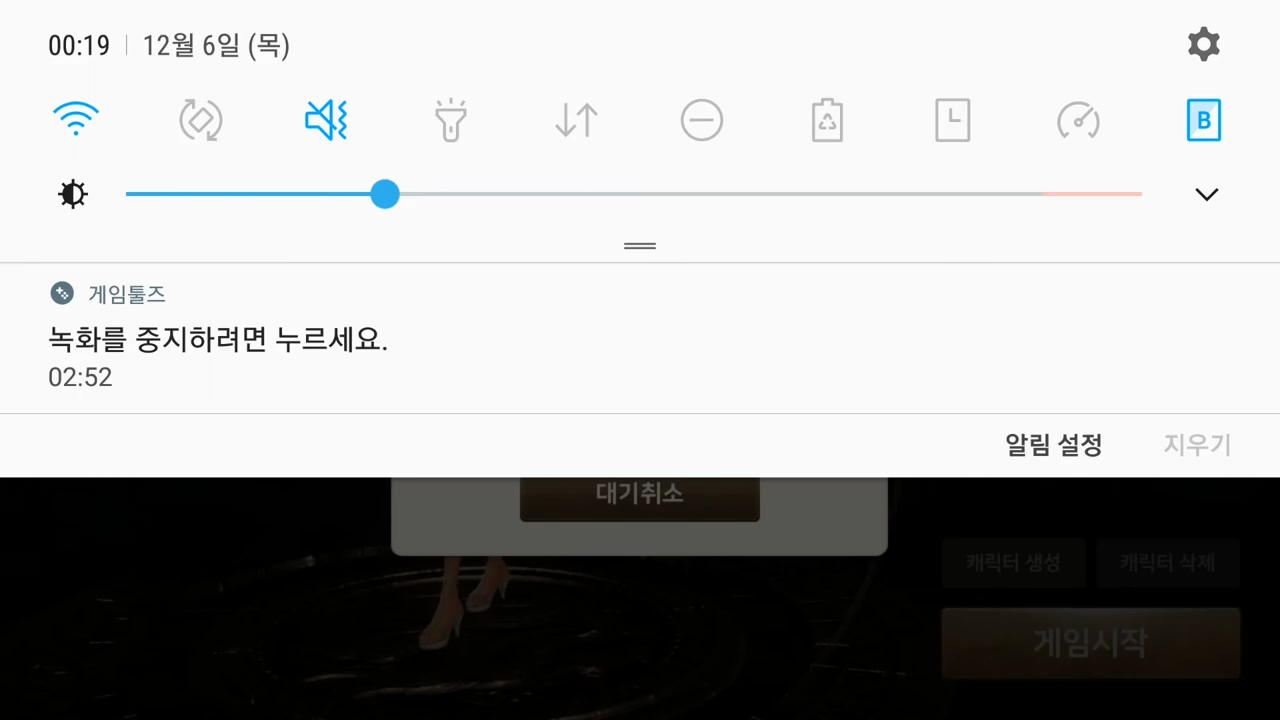 00:19 | 12월 6일 (목)
B
게임툴즈
녹화를 중지하려면 누르세요.
02:52
알림 설정 지우기
대기취소
캐릭터 생성 캐릭터 삭제
게임시작